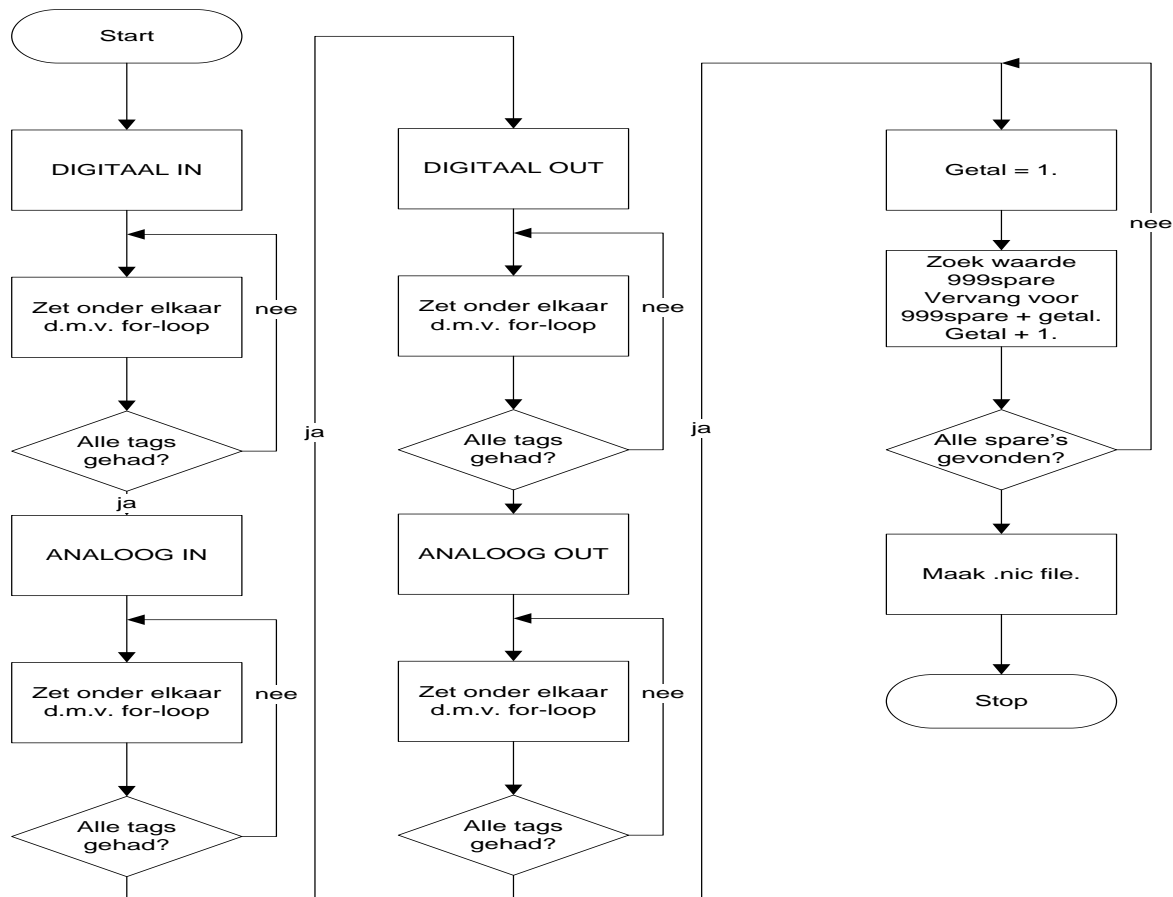 Start
DIGITAAL IN
Zet onder elkaar
d.m.v. for-loop
nee
Alle tags
gehad?
ja
ANALOOG IN
Zet onder elkaar
d.m.v. for-loop
nee
Alle tags
gehad?
ja
DIGITAAL OUT
Zet onder elkaar
d.m.v. for-loop
nee
Alle tags
gehad?
ANALOOG OUT
Zet onder elkaar
d.m.v. for-loop
nee
Alle tags
gehad?
ja
Getal = 1.
Zoek waarde
999spare
Vervang voor
999spare + getal.
Getal + 1.
nee
Alle spare's
gevonden?
Maak .nic file.
Stop